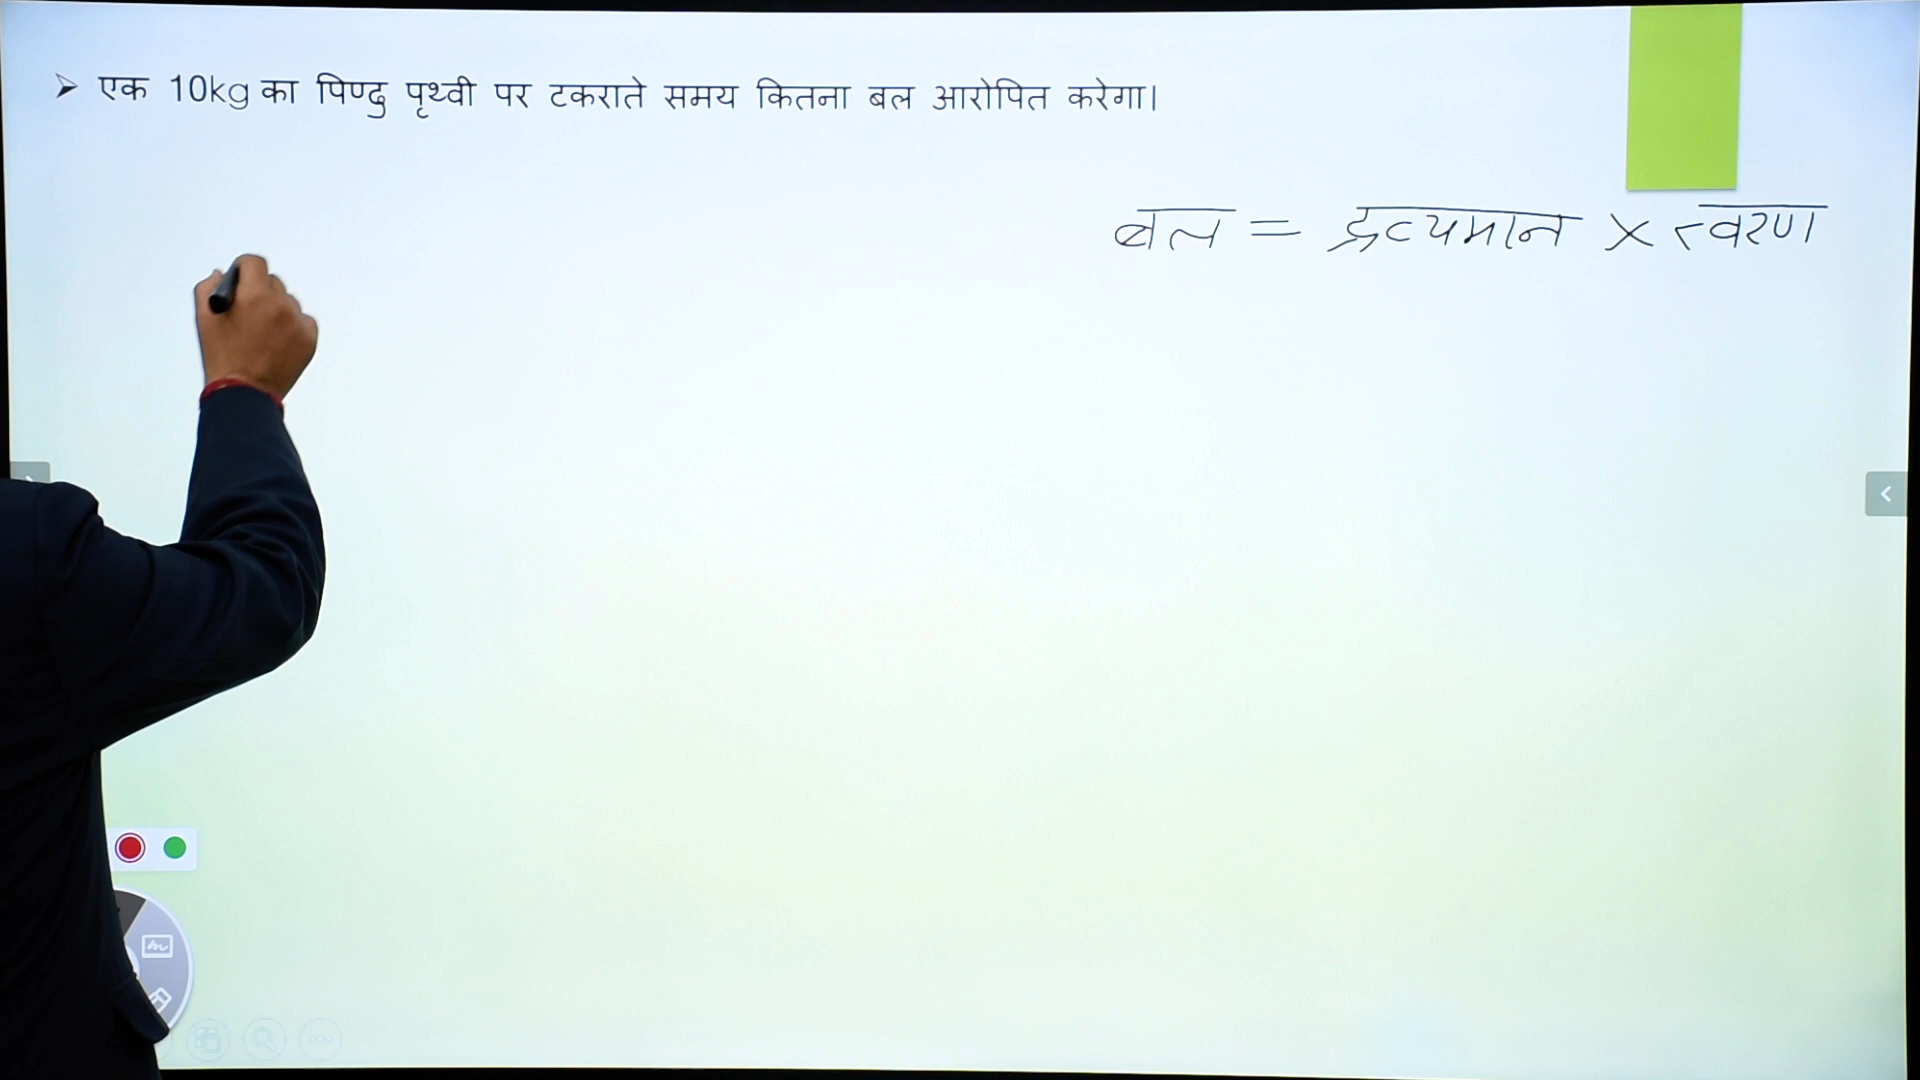 ➢ एक 10kg का पिण्दु पृथ्वी पर टकराते समय कितना बल आरोपित करेगा।
बल = द्रव्यमान × त्वरण